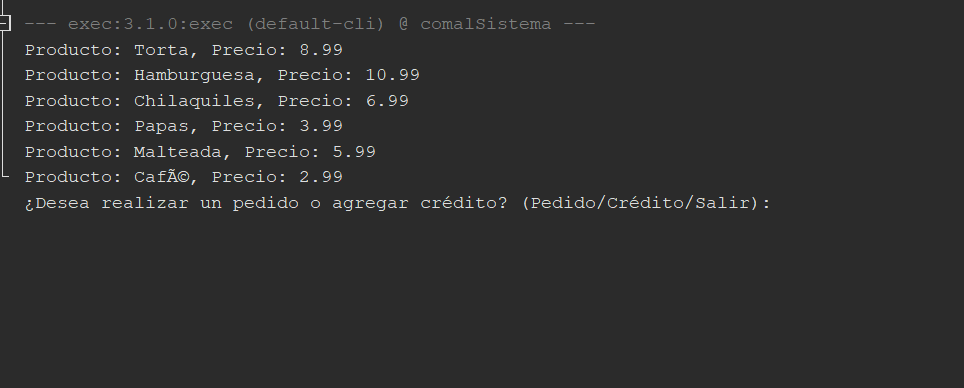 --- exec:3.1.0:exec (default-cli) @ comalSistema ---
Producto: Torta, Precio: 8.99
Producto: Hamburguesa, Precio: 10.99
Producto: Chilaquiles, Precio: 6.99
Producto: Papas, Precio: 3.99
Producto: Malteada, Precio: 5.99
Producto: CafÃ©, Precio: 2.99
¿Desea realizar un pedido o agregar crédito? (Pedido/Crédito/Salir):